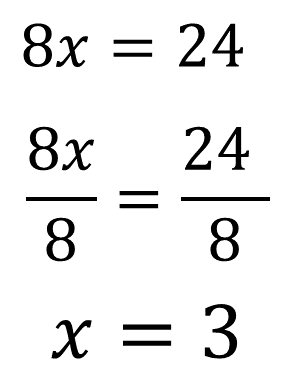 8x = 24
8x/8 = 24/8
x = 3